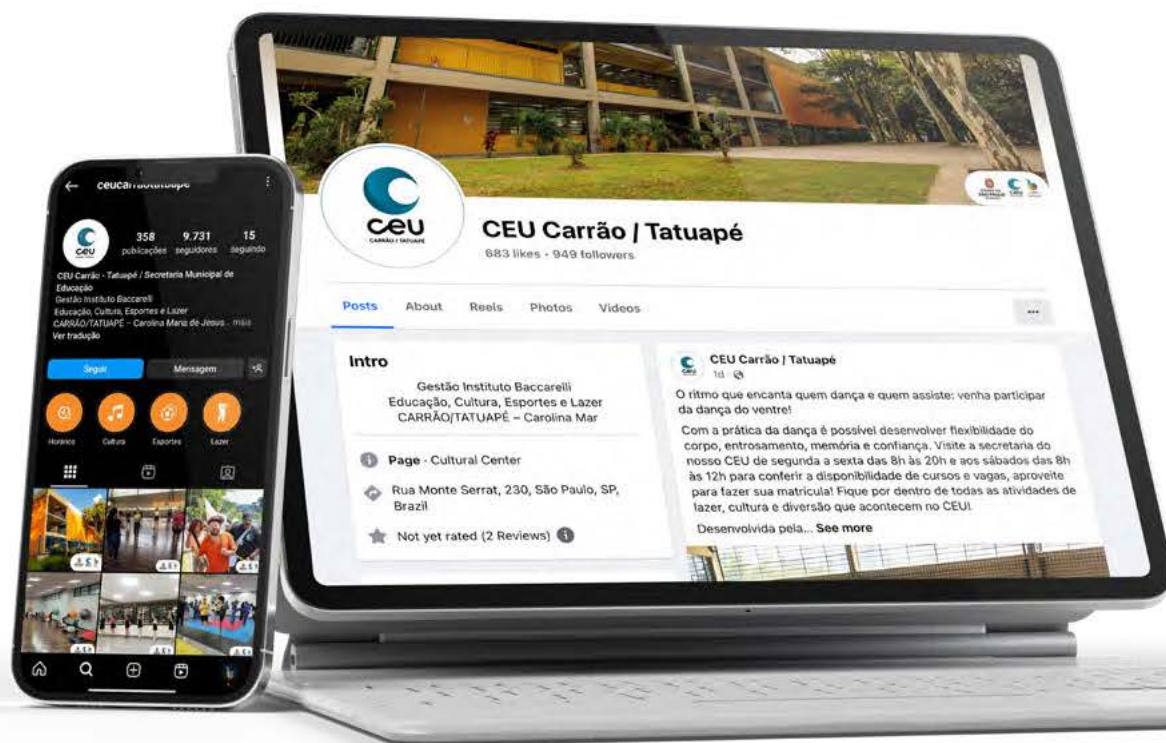 ceucarraotatuape
358
9.731
15
publicações
seguidores
seguindo
ceu
CEU Carrão - Tatuapé / Secretaria Municipal de
Educação
Gestão Instituto Baccarelli
Educação, Cultura, Esportes e Lazer
CARRÃO/TATUAPÉ – Carolina Maria de Jesus... mais
Ver tradução
Seguir
Mensagem
Horários
Cultura
Esportes
Lazer
ceu
CARRÃO / TATUAPÉ
CEU Carrão / Tatuapé
683 likes • 949 followers
Posts
About
Reels
Photos
Videos
...
Intro
Gestão Instituto Baccarelli
Educação, Cultura, Esportes e Lazer
CARRÃO/TATUAPÉ – Carolina Mar
Page · Cultural Center
Rua Monte Serrat, 230, São Paulo, SP,
Brazil
Not yet rated (2 Reviews)
CEU Carrão / Tatuapé
1d
O ritmo que encanta quem dança e quem assiste: venha participar
da dança do ventre!
Com a prática da dança é possível desenvolver flexibilidade do
corpo, entrosamento, memória e confiança. Visite a secretaria do
nosso CEU de segunda a sexta das 8h às 20h e aos sábados das 8h
às 12h para conferir a disponibilidade de cursos e vagas, aproveite
para fazer sua matrícula! Fique por dentro de todas as atividades de
lazer, cultura e diversão que acontecem no CEU!
Desenvolvida pela... See more